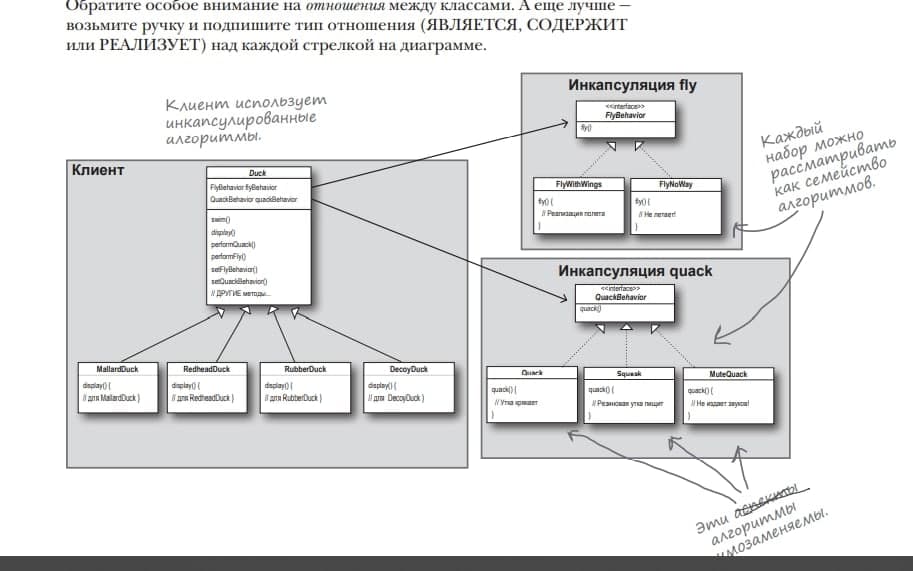 Обратите особое внимание на отношения между классами. А еще лучше —
возьмите ручку и подпишите тип отношения (ЯВЛЯЕТСЯ, СОДЕРЖИТ
или РЕАЛИЗУЕТ) над каждой стрелкой на диаграмме.
Клиент использует
инкапсулированные
алгоритмы.
Клиент
Duck
FlyBehavior flyBehavior
QuackBehavior quackBehavior
swim()
display()
performQuack()
performFly()
setFlyBehavior()
setQuackBehavior()
// ДРУГИЕ методы...
MallardDuck
display() {
// для MallardDuck }
RedheadDuck
display() {
// для RedheadDuck }
RubberDuck
display() {
// для RubberDuck }
DecoyDuck
display() {
// для DecoyDuck }
Инкапсуляция fly
<<interface>>
FlyBehavior
fly()
FlyWithWings
fly() {
// Реализация полета
}
FlyNoWay
fly() {
// Не летает!
}
Каждый
набор можно
рассматривать
как семейство
алгоритмов.
Инкапсуляция quack
<<interface>>
QuackBehavior
quack()
Quack
quack() {
// Утка крякает
}
Squeak
quack() {
// Резиновая утка пищит
}
MuteQuack
quack() {
// Не издает звуков!
}
Эти аспекты
алгоритмы
имозаменяемы.